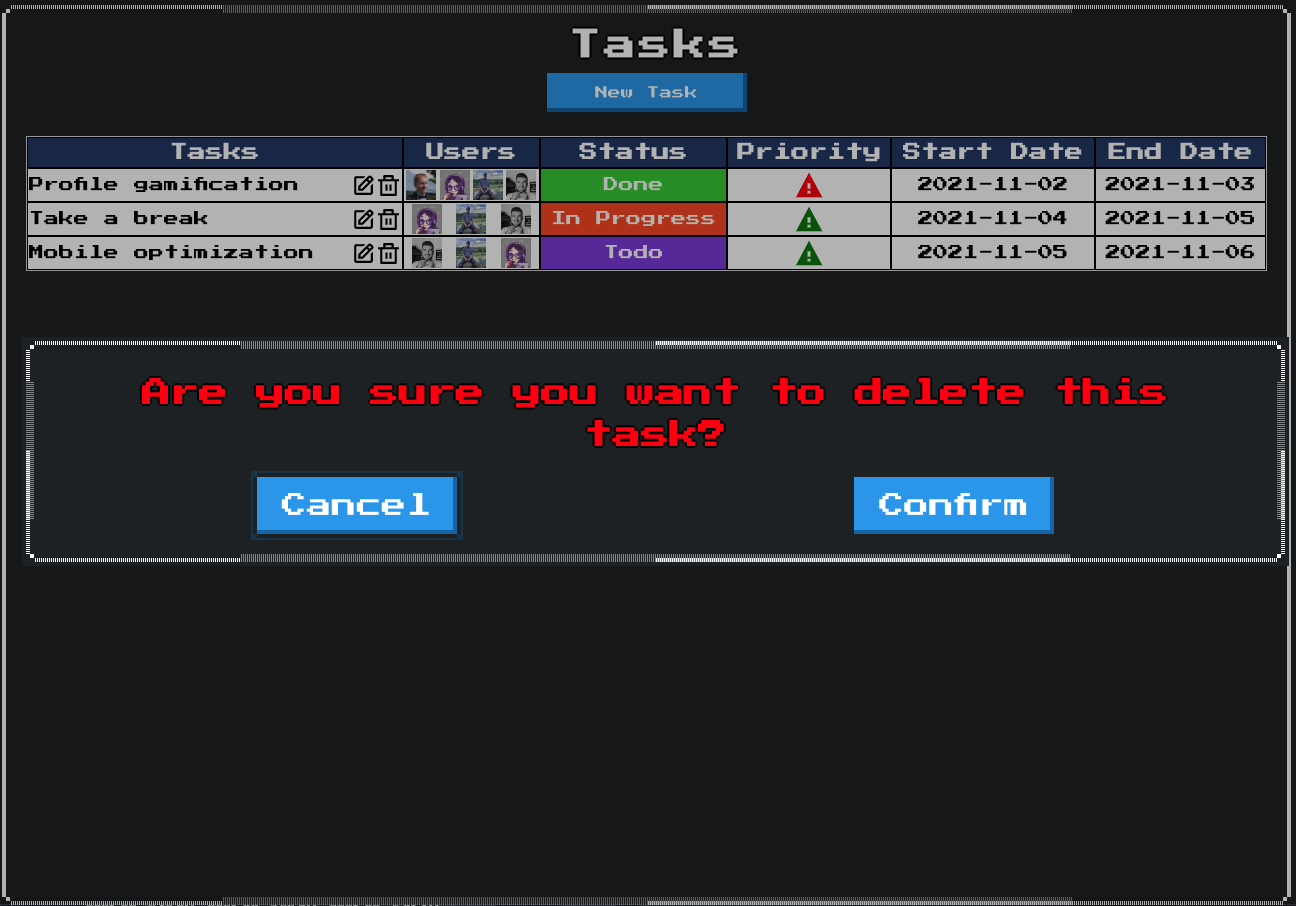 Tasks
New Task
Tasks Users Status Priority Start Date End Date
Profile gamification Done 2021-11-02 2021-11-03
Take a break In Progress 2021-11-04 2021-11-05
Mobile optimization Todo 2021-11-05 2021-11-06
Are you sure you want to delete this
task?
Cancel Confirm